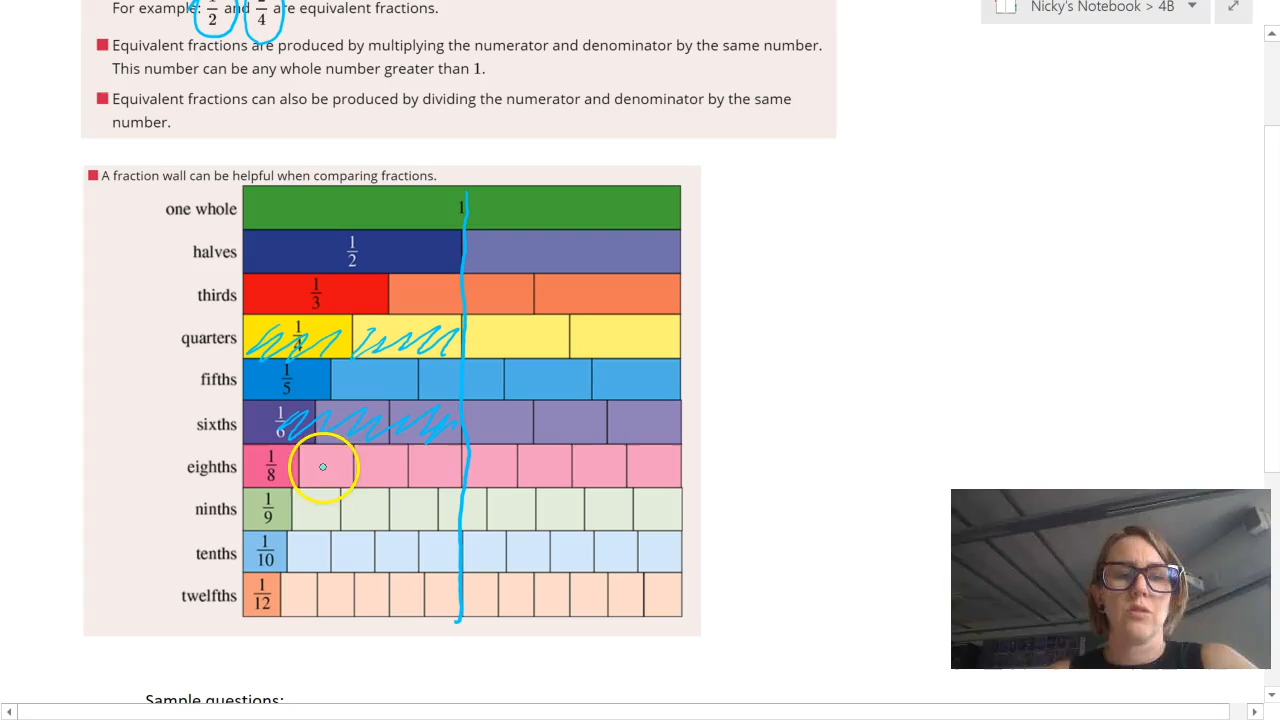 Nicky's Notebook > 4B
For example: 1/2 and 2/4 are equivalent fractions.
Equivalent fractions are produced by multiplying the numerator and denominator by the same number.
This number can be any whole number greater than 1.
Equivalent fractions can also be produced by dividing the numerator and denominator by the same
number.
A fraction wall can be helpful when comparing fractions.
one whole 1
halves 1/2
thirds 1/3
quarters 1/4
fifths 1/5
sixths 1/6
eighths 1/8
ninths 1/9
tenths 1/10
twelfths 1/12
Sample questions: